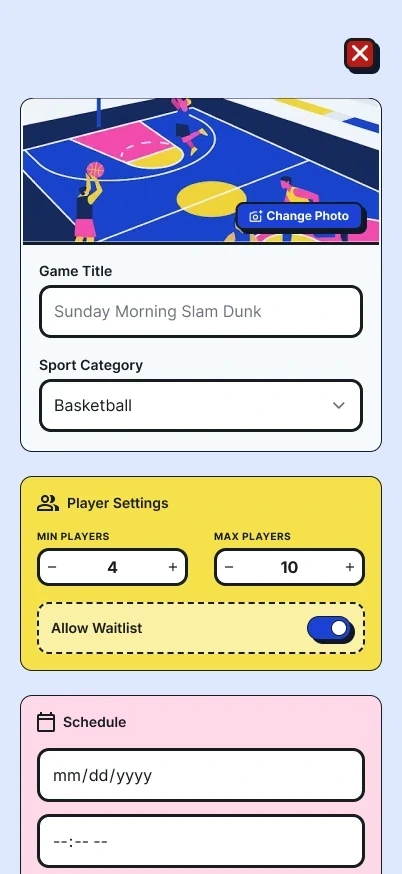 Change Photo
Game Title
Sunday Morning Slam Dunk
Sport Category
Basketball
Player Settings
MIN PLAYERS
MAX PLAYERS
− 4 +
− 10 +
Allow Waitlist
Schedule
mm/dd/yyyy
--:-- --